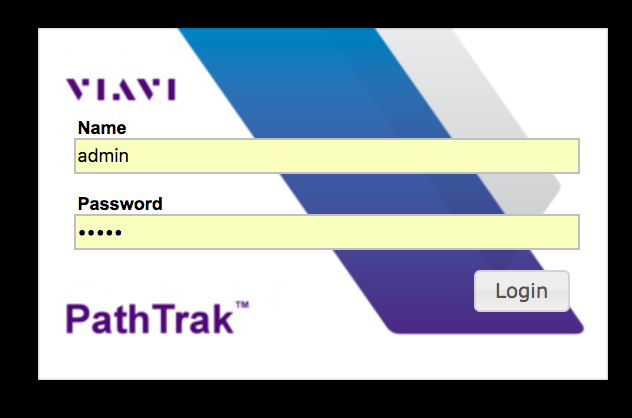 VIAVI
Name
admin
Password
•••••
Login
PathTrak™